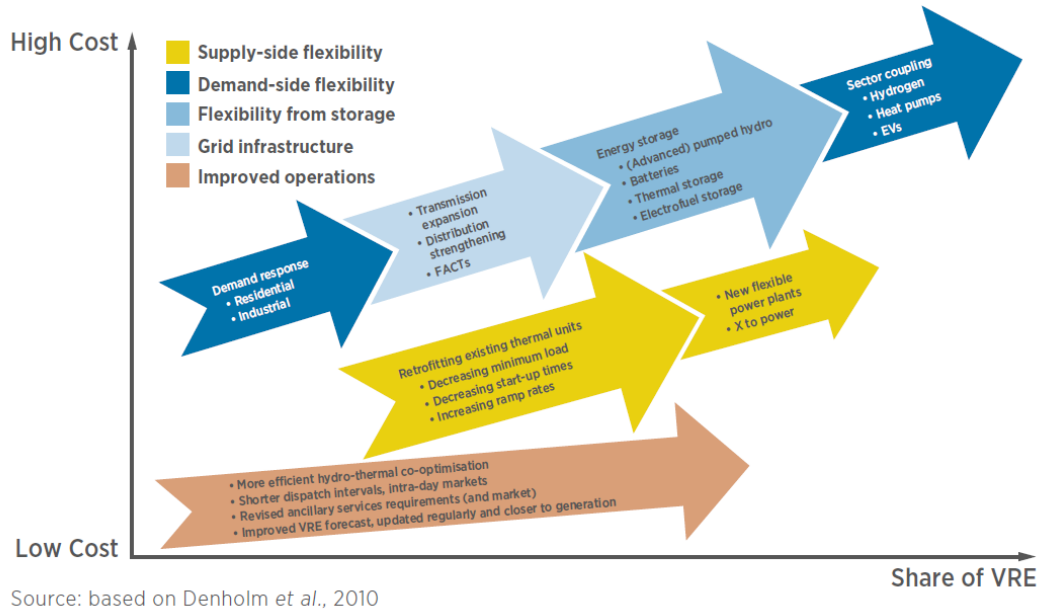 High Cost
Supply-side flexibility
Demand-side flexibility
Flexibility from storage
Grid infrastructure
Improved operations
Sector coupling
• Hydrogen
• Heat pumps
• EVs
Energy storage
• (Advanced) pumped hydro
• Batteries
• Thermal storage
• Electrofuel storage
• Transmission
expansion
• Distribution
strengthening
• FACTs
Demand response
• Residential
• Industrial
• New flexible
power plants
• X to power
Retrofitting existing thermal units
• Decreasing minimum load
• Decreasing start-up times
• Increasing ramp rates
• More efficient hydro-thermal co-optimisation
• Shorter dispatch intervals, intra-day markets
• Revised ancillary services requirements (and market)
• Improved VRE forecast, updated regularly and closer to generation
Low Cost
Share of VRE
Source: based on Denholm et al., 2010